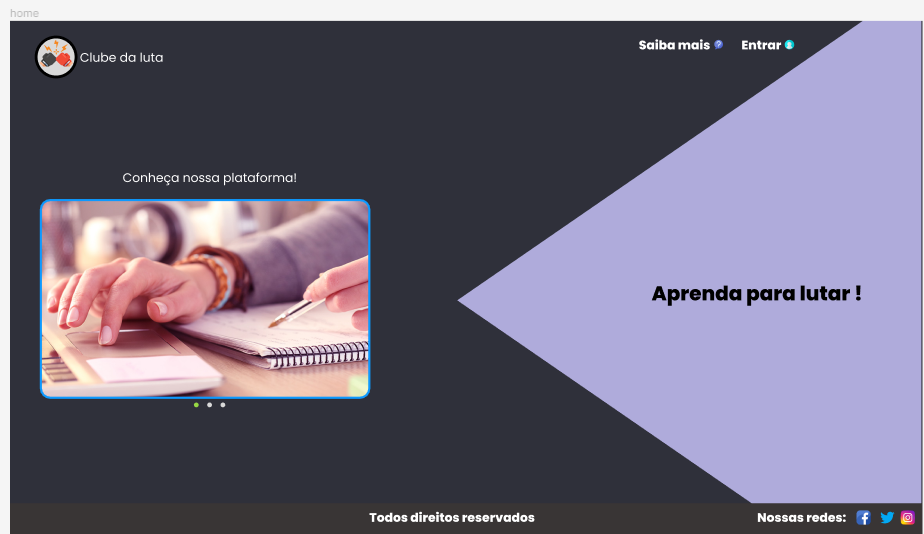 home
Clube da luta
Saiba mais
Entrar
Conheça nossa plataforma!
Aprenda para lutar !
Todos direitos reservados
Nossas redes: